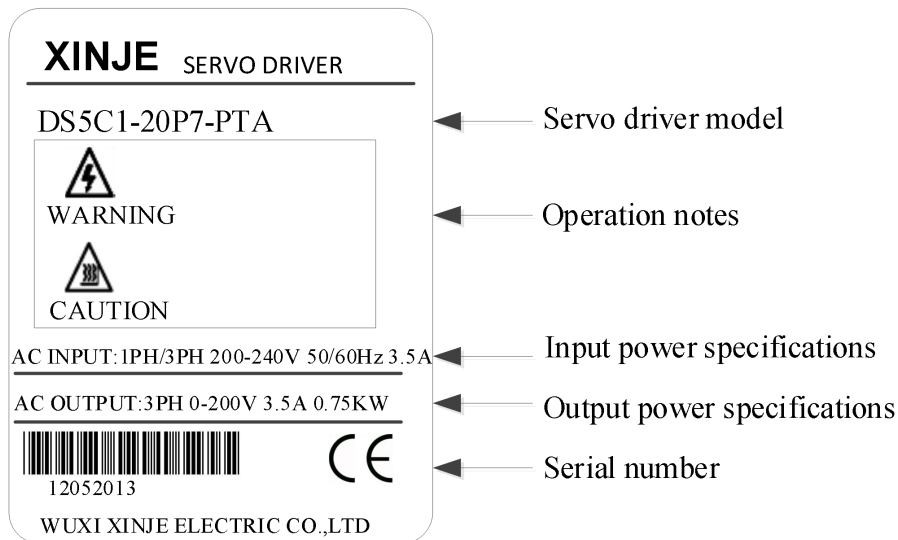 XINJE SERVO DRIVER
DS5C1-20P7-PTA
Servo driver model
WARNING
Operation notes
CAUTION
AC INPUT:1PH/3PH 200-240V 50/60Hz 3.5A
Input power specifications
AC OUTPUT:3PH 0-200V 3.5A 0.75KW
Output power specifications
CE
Serial number
12052013
WUXI XINJE ELECTRIC CO.,LTD